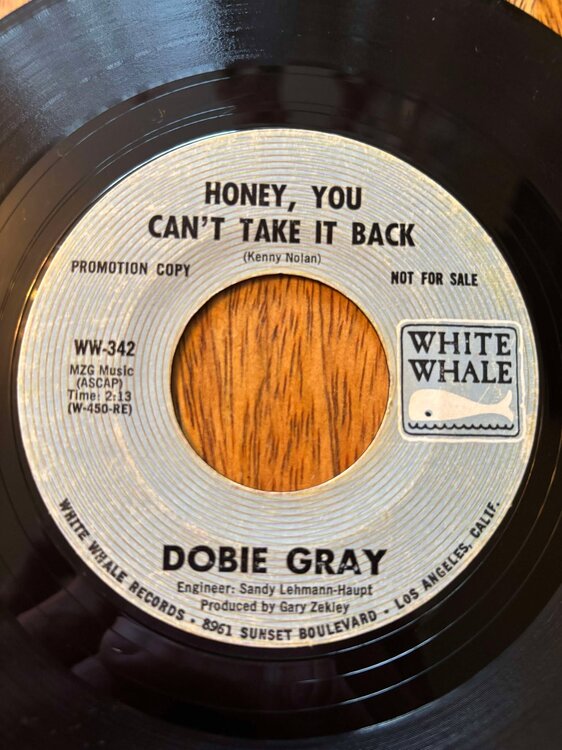 HONEY, YOU
CAN'T TAKE IT BACK
(Kenny Nolan)
PROMOTION COPY
NOT FOR SALE
WW-342
MZG Music
(ASCAP)
Time: 2:13
(W-450-RE)
WHITE
WHALE
DOBIE GRAY
Engineer: Sandy Lehmann-Haupt
Produced by Gary Zekley
WHITE WHALE RECORDS • 8961 SUNSET BOULEVARD • LOS ANGELES, CALIF.